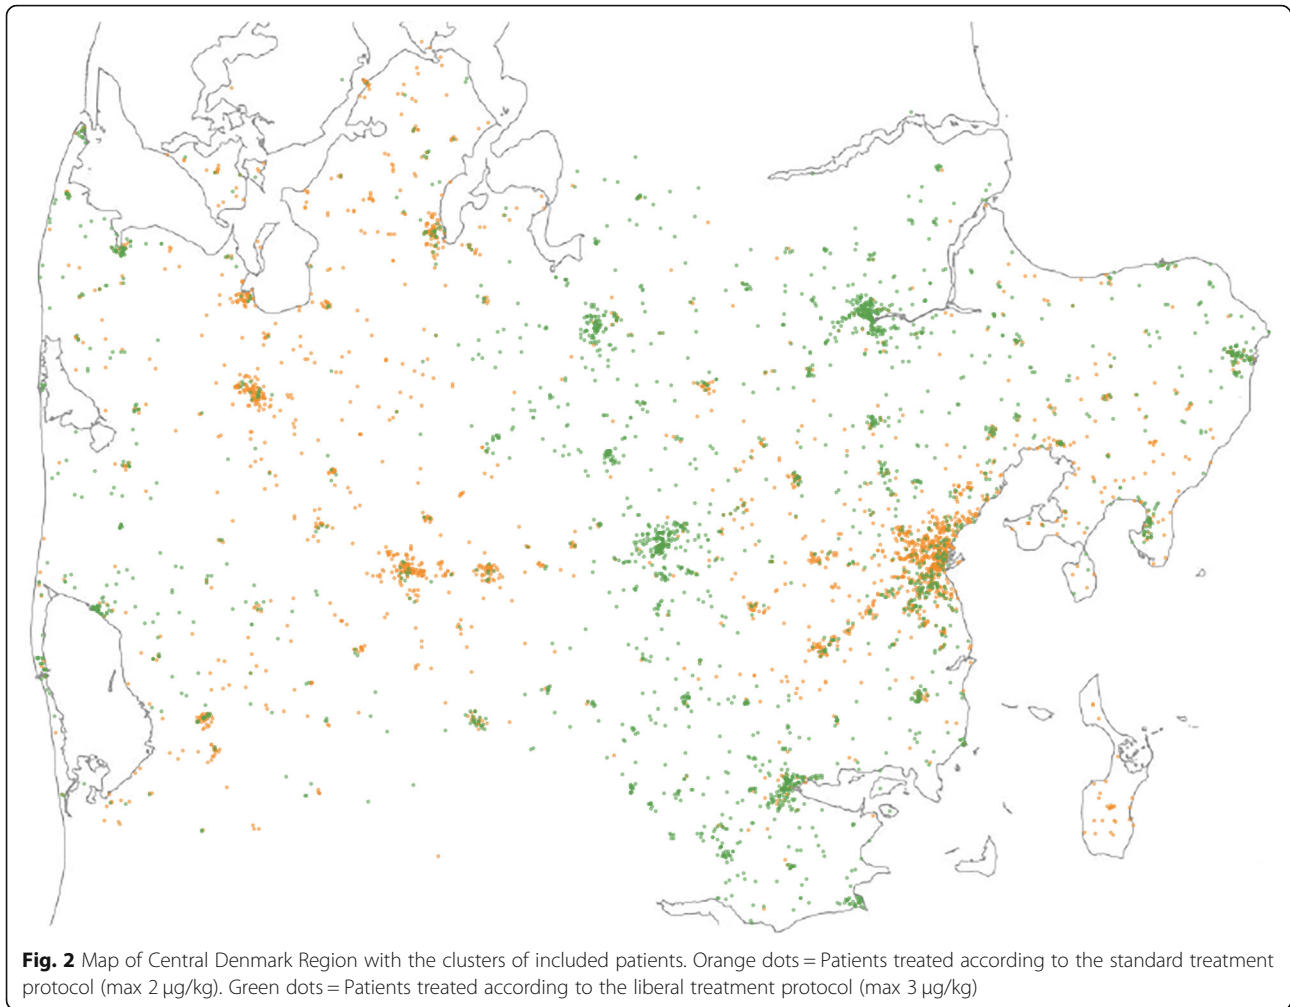 Fig. 2 Map of Central Denmark Region with the clusters of included patients. Orange dots = Patients treated according to the standard treatment
protocol (max 2 μg/kg). Green dots = Patients treated according to the liberal treatment protocol (max 3 μg/kg)